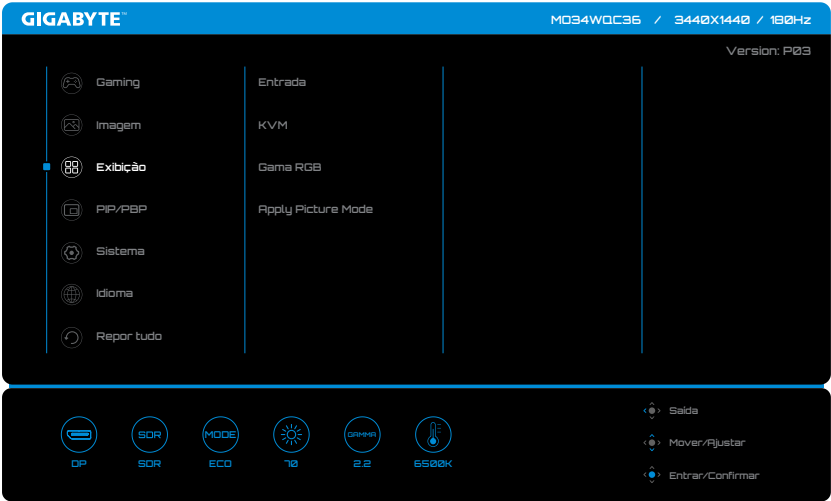 GIGABYTE™
MO34WQC36 / 3440X1440 / 180Hz
Version: P03
Gaming
Imagem
Exibição
PIP/PBP
Sistema
Idioma
Repor tudo
Entrada
KVM
Gama RGB
Apply Picture Mode
SDR
MODE
GAMMA
DP
SDR
ECO
70
2.2
6500K
Saída
Mover/Ajustar
Entrar/Confirmar